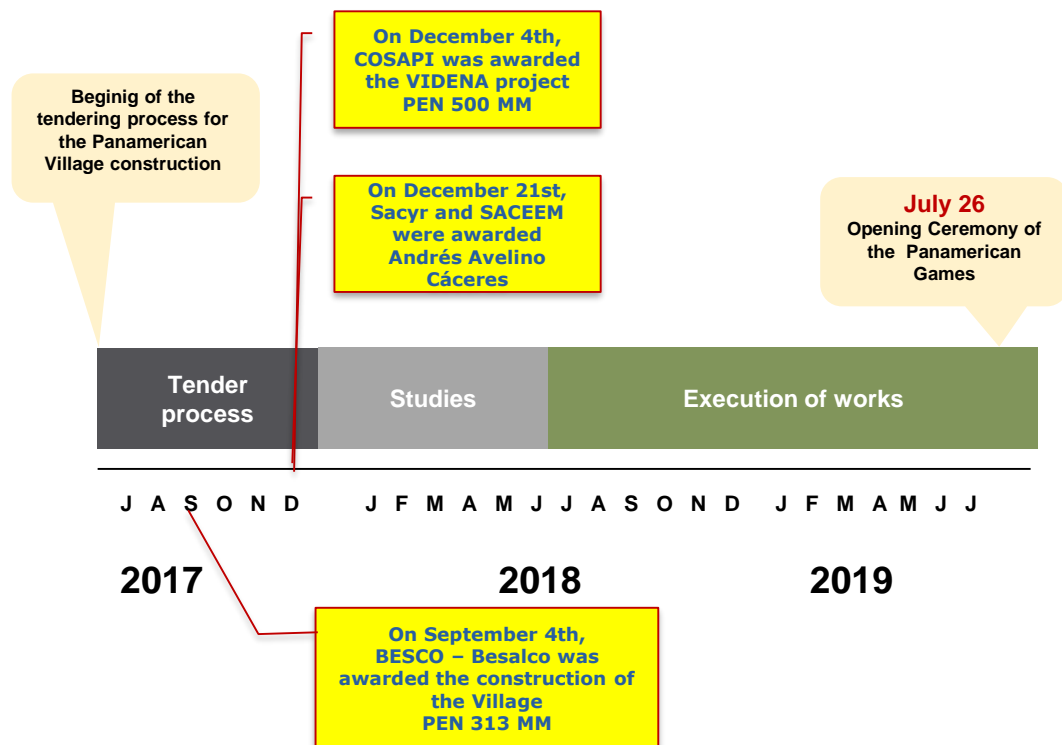 On December 4th,
COSAPI was awarded
the VIDENA project
PEN 500 MM
Beginig of the
tendering process for
the Panamerican
Village construction
On December 21st,
Sacyr and SACEEM
were awarded
Andrés Avelino
Cáceres
July 26
Opening Ceremony of
the Panamerican
Games
Tender
process
Studies
Execution of works
J A S O N D J F M A M J J A S O N D J F M A M J J
2017 2018 2019
On September 4th,
BESCO – Besalco was
awarded the construction of
the Village
PEN 313 MM